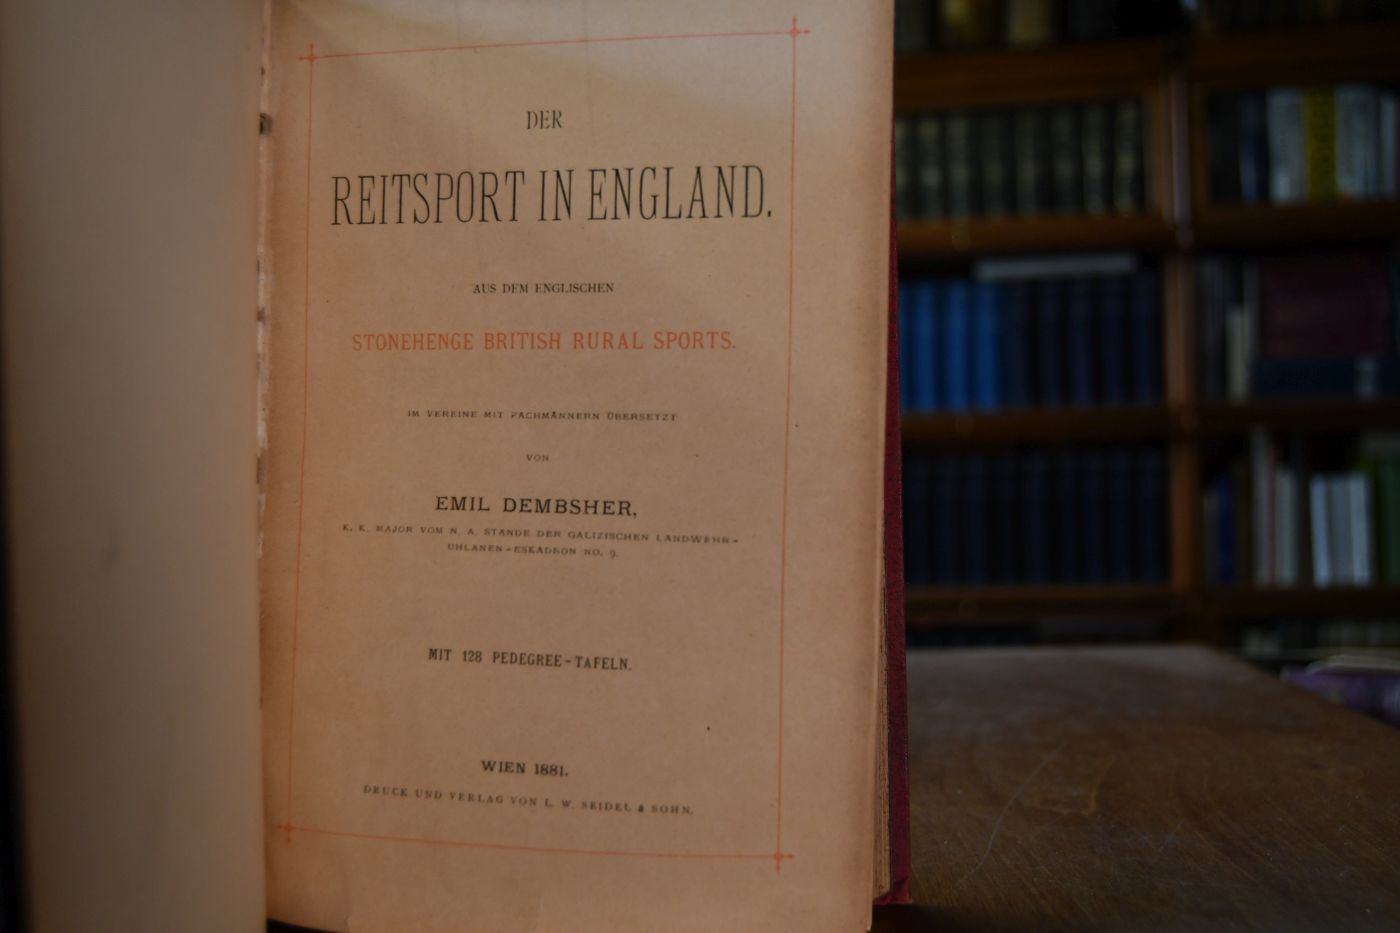 DER
REITSPORT IN ENGLAND.
AUS DEM ENGLISCHEN
STONEHENGE BRITISH RURAL SPORTS.
IM VEREINE MIT FACHMÄNNERN ÜBERSETZT
VON
EMIL DEMBSHER,
K. K. MAJOR VOM N. A. STANDE DER GALIZISCHEN LANDWEHR-
UHLANEN-ESKADRON NO. 9.
MIT 128 PEDEGREE-TAFELN.
WIEN 1881.
DRUCK UND VERLAG VON L. W. SEIDEL & SOHN.